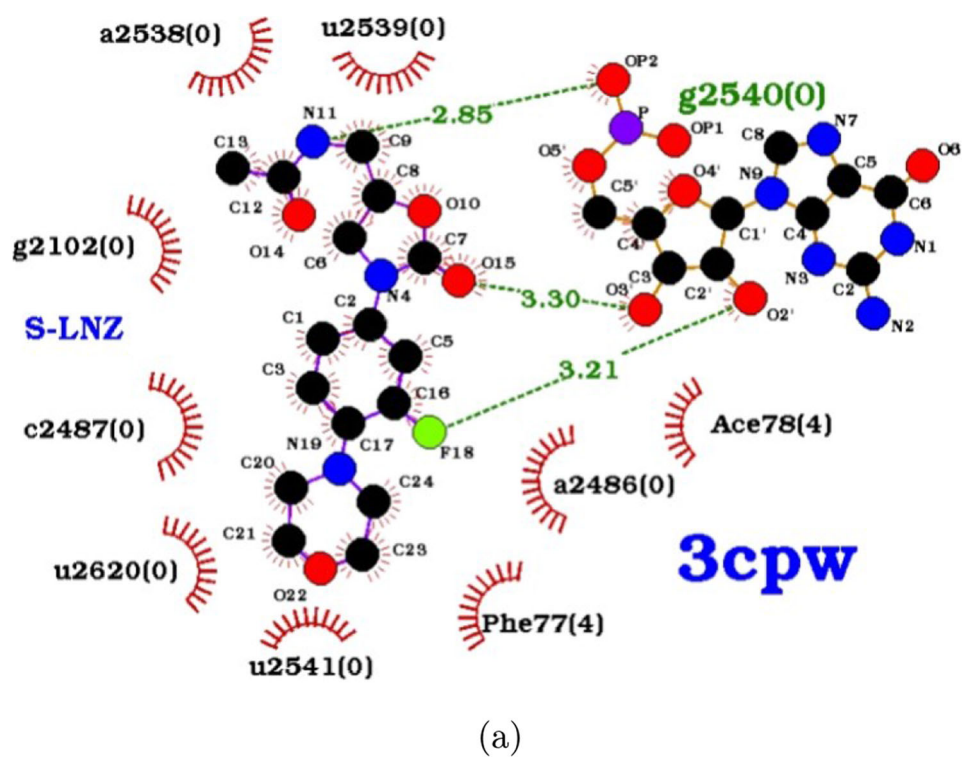 a2538(0)
u2539(0)
OP2
g2540(0)
N11
2.85
P
OP1
N7
C8
O6
C13
C9
O5'
C5
C8
C5'
O4'
N9
C6
C12
O10
C4'
C1'
C4
N1
g2102(0)
O14
C6
C7
N4
O15
C3'
C2'
N3
C2
S-LNZ
C2
3.30
O3'
O2'
N2
C1
C5
C3
C16
3.21
c2487(0)
N19
C17
F18
Ace78(4)
C20
C24
a2486(0)
C21
C23
u2620(0)
O22
3cpw
Phe77(4)
u2541(0)
(a)